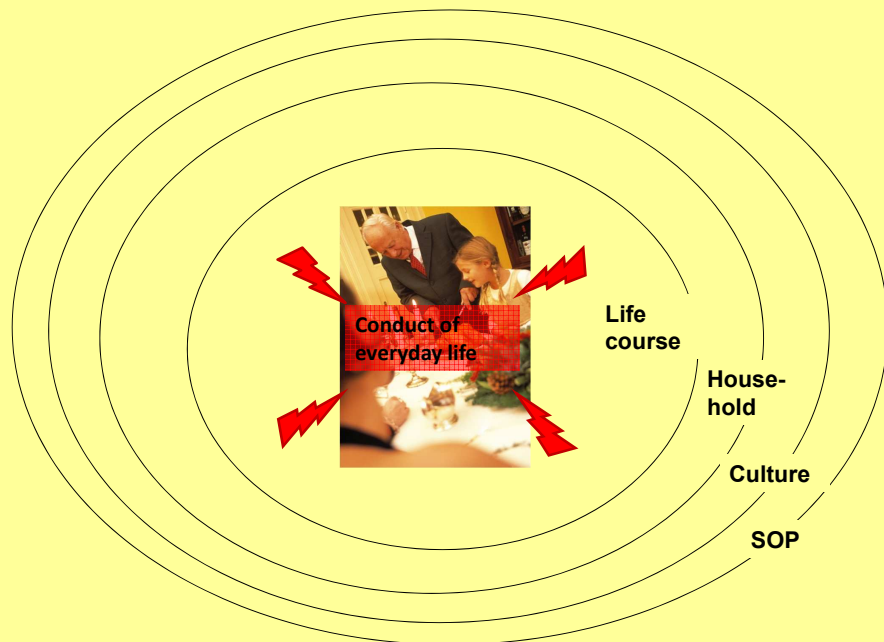 Conduct of
everyday life
Life
course
House-
hold
Culture
SOP